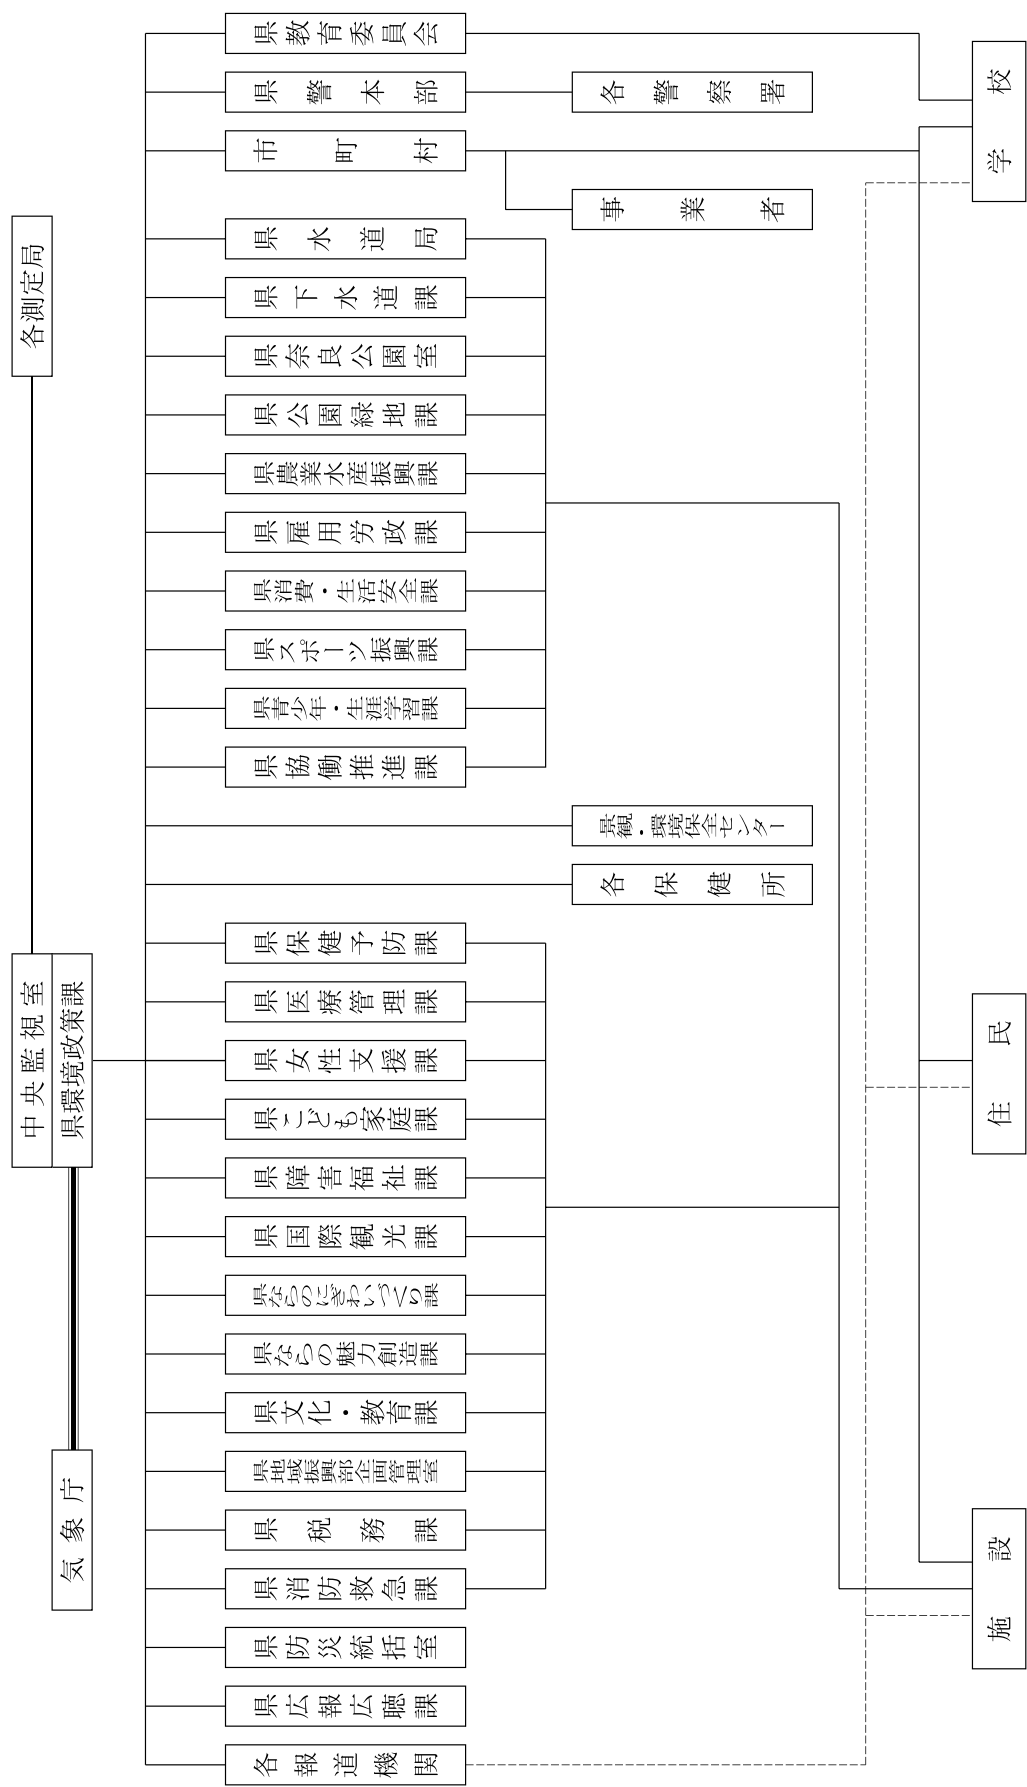 気象庁
中央監視室
県環境政策課
各測定局
各報道機関
県広報広聴課
県防災統括室
県消防救急課
県税務課
県地域振興部企画管理室
県文化・教育課
県ならの魅力創造課
県ならのにぎわいづくり課
県国際観光課
県障害福祉課
県こども家庭課
県女性支援課
県医療管理課
県保健予防課
各保健所
景観・環境保全センター
県協働推進課
県青少年・生涯学習課
県スポーツ振興課
県消費・生活安全課
県雇用労政課
県農業水産振興課
県公園緑地課
県奈良公園室
県下水道課
県水道局
事業者
市町村
県警本部
各警察署
県教育委員会
施設
住民
学校